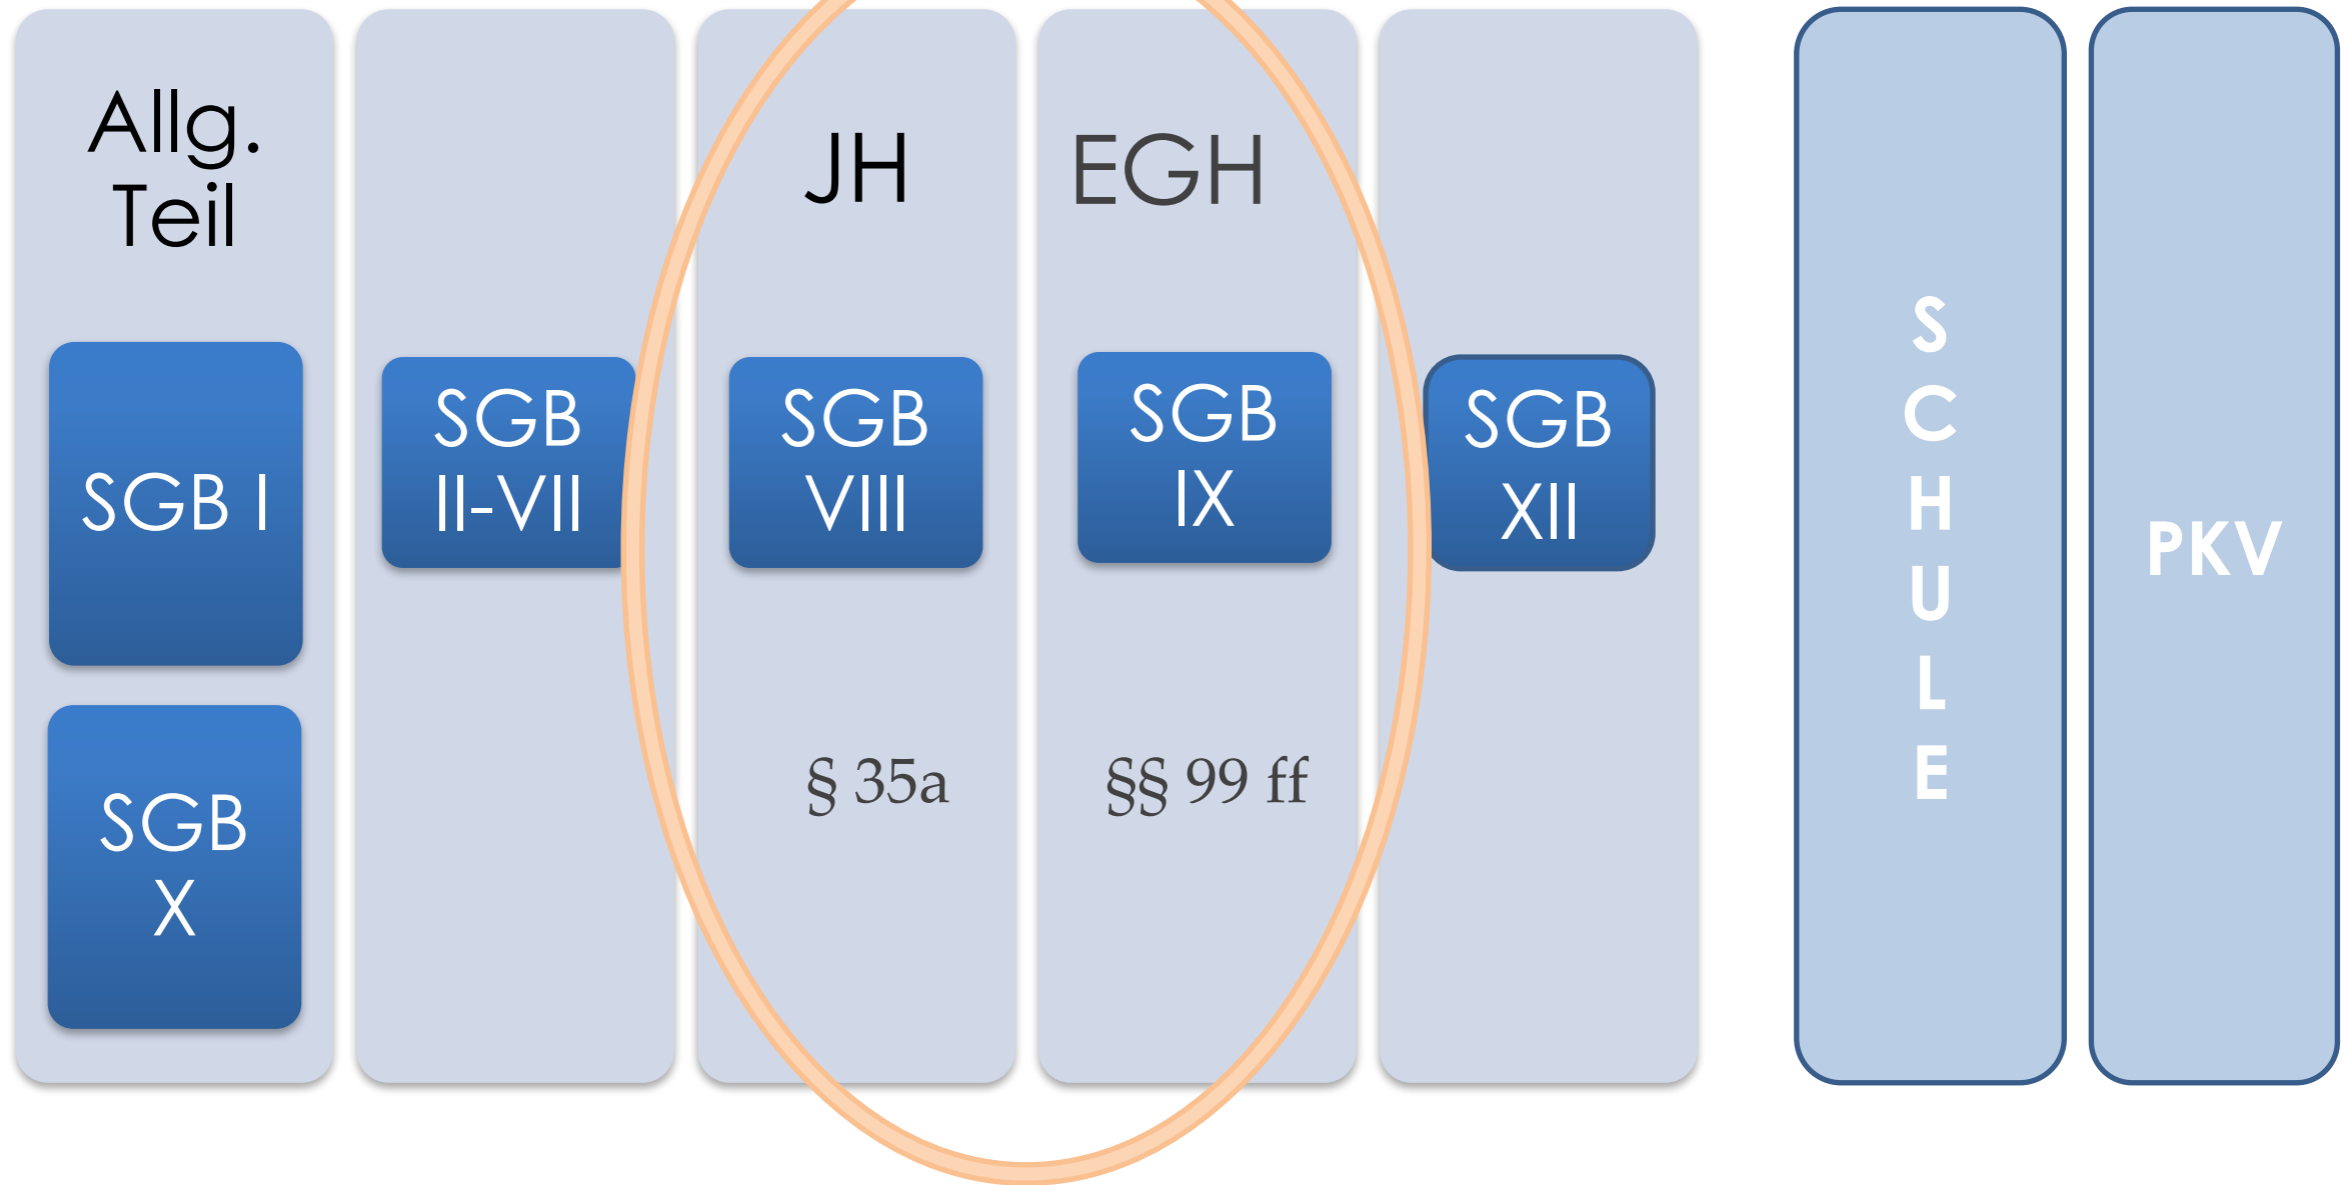 Allg.
Teil
SGB I
SGB
X
SGB
II-VII
JH
SGB
VIII
§ 35a
EGH
SGB
IX
§§ 99 ff
SGB
XII
S
C
H
U
L
E
PKV